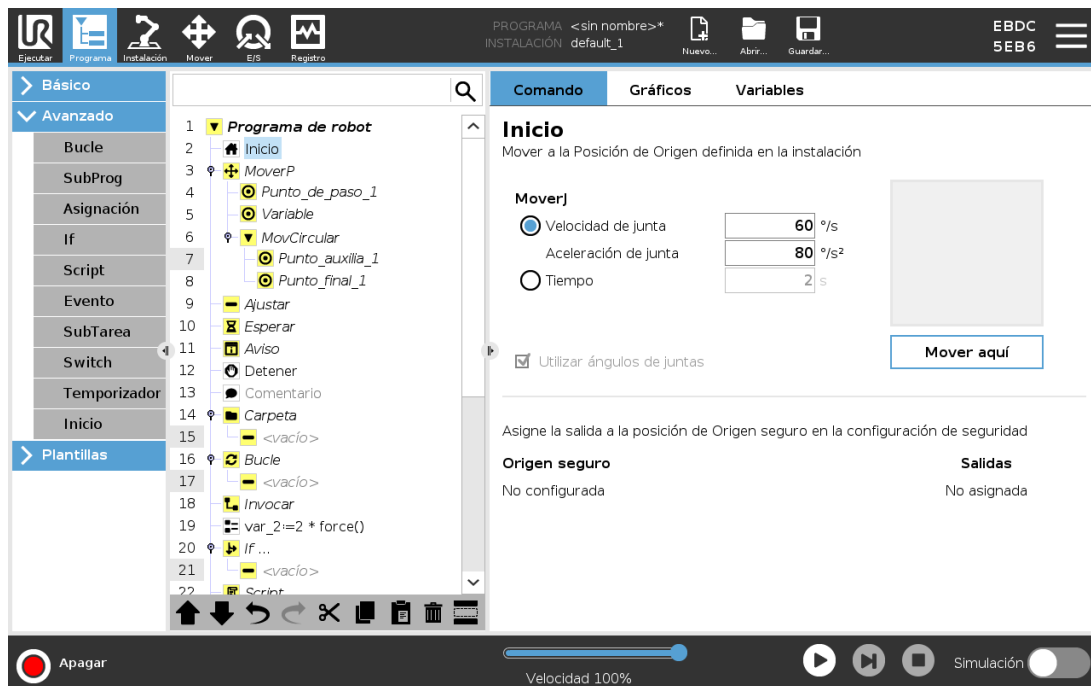 PROGRAMA <sin nombre>*
INSTALACIÓN default_1
EBDC
5EB6
Ejecutar Programa Instalación Mover E/S Registro Nuevo... Abrir... Guardar...
Básico
Avanzado
Bucle
SubProg
Asignación
If
Script
Evento
SubTarea
Switch
Temporizador
Inicio
Plantillas
1 Programa de robot
2 Inicio
3 MoverP
4 Punto_de_paso_1
5 Variable
6 MovCircular
7 Punto_auxilia_1
8 Punto_final_1
9 Ajustar
10 Esperar
11 Aviso
12 Detener
13 Comentario
14 Carpeta
15 <vacío>
16 Bucle
17 <vacío>
18 Invocar
19 var_2:=2 * force()
20 If ...
21 <vacío>
22 Script
Comando Gráficos Variables
Inicio
Mover a la Posición de Origen definida en la instalación
MoverJ
Velocidad de junta 60 °/s
Aceleración de junta 80 °/s²
Tiempo 2 s
Utilizar ángulos de juntas
Mover aquí
Asigne la salida a la posición de Origen seguro en la configuración de seguridad
Origen seguro Salidas
No configurada No asignada
Apagar
Velocidad 100%
Simulación